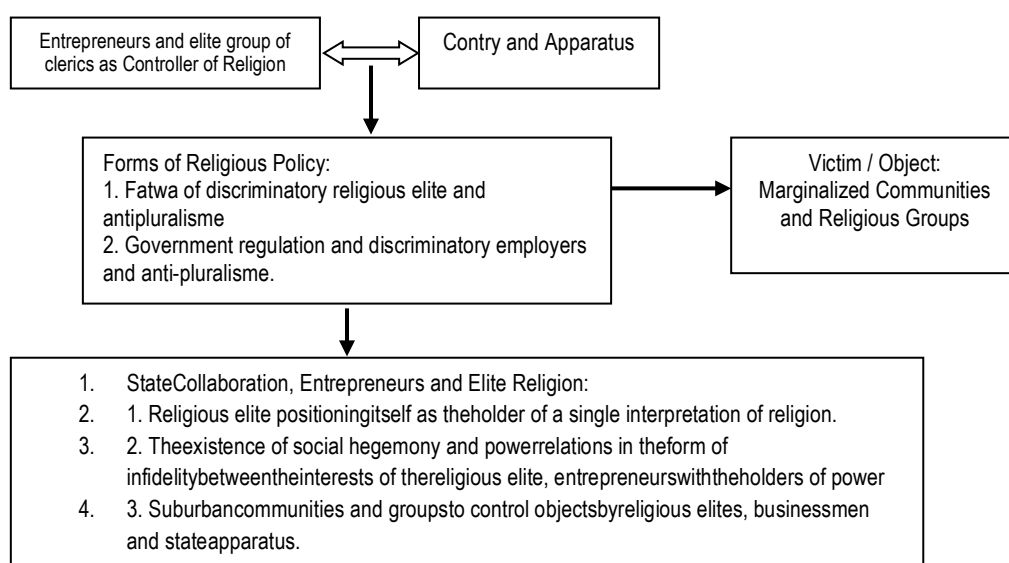 Entrepreneurs and elite group of
clerics as Controller of Religion
Contry and Apparatus
Forms of Religious Policy:
1. Fatwa of discriminatory religious elite and
antipluralisme
2. Government regulation and discriminatory employers
and anti-pluralisme.
Victim / Object:
Marginalized Communities
and Religious Groups
1. StateCollaboration, Entrepreneurs and Elite Religion:
2. 1. Religious elite positioningitself as theholder of a single interpretation of religion.
3. 2. Theexistence of social hegemony and powerrelations in theform of
infidelitybetweentheinterests of thereligious elite, entrepreneurswiththeholders of power
4. 3. Suburbancommunities and groupsto control objectsbyreligious elites, businessmen
and stateapparatus.